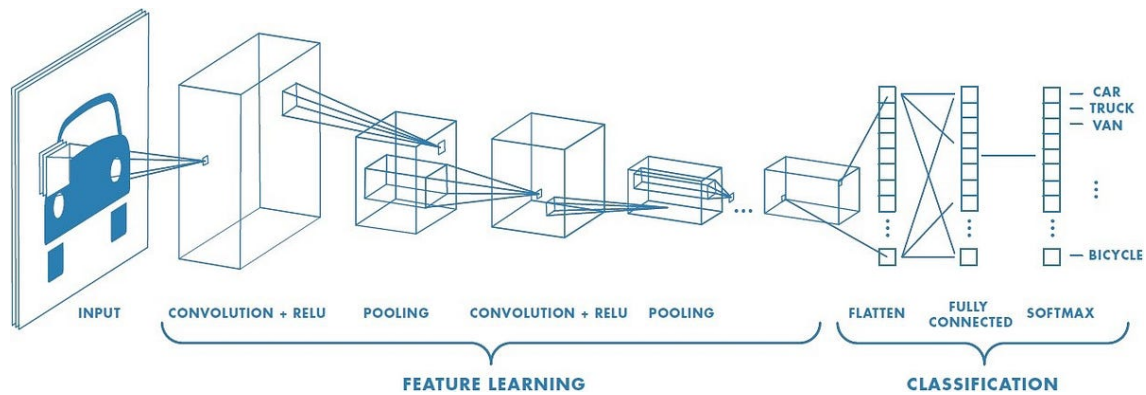 CAR
TRUCK
VAN
BICYCLE
INPUT
CONVOLUTION + RELU
POOLING
CONVOLUTION + RELU
POOLING
FLATTEN
FULLY
CONNECTED
SOFTMAX
FEATURE LEARNING
CLASSIFICATION